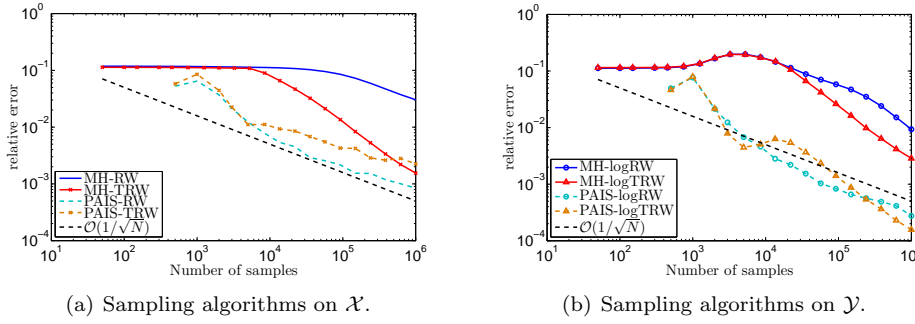 10^0
10^-1
10^-2
10^-3
10^-4
relative error
MH-RW
MH-TRW
PAIS-RW
PAIS-TRW
O(1/√N)
10^1 10^2 10^3 10^4 10^5 10^6
Number of samples
(a) Sampling algorithms on X.
10^0
10^-1
10^-2
10^-3
10^-4
relative error
MH-logRW
MH-logTRW
PAIS-logRW
PAIS-logTRW
O(1/√N)
10^1 10^2 10^3 10^4 10^5 10^6
Number of samples
(b) Sampling algorithms on Y.